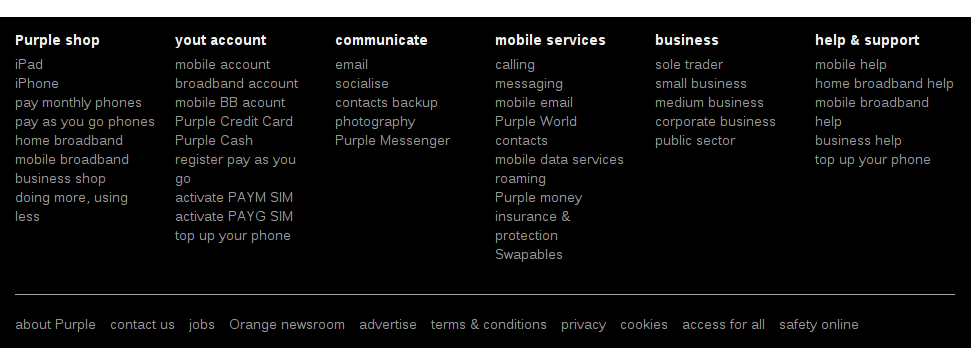 Purple shop
iPad
iPhone
pay monthly phones
pay as you go phones
home broadband
mobile broadband
business shop
doing more, using
less
yout account
mobile account
broadband account
mobile BB acount
Purple Credit Card
Purple Cash
register pay as you
go
activate PAYM SIM
activate PAYG SIM
top up your phone
communicate
email
socialise
contacts backup
photography
Purple Messenger
mobile services
calling
messaging
mobile email
Purple World
contacts
mobile data services
roaming
Purple money
insurance &
protection
Swapables
business
sole trader
small business
medium business
corporate business
public sector
help & support
mobile help
home broadband help
mobile broadband
help
business help
top up your phone
about Purple contact us jobs Orange newsroom advertise terms & conditions privacy cookies access for all safety online